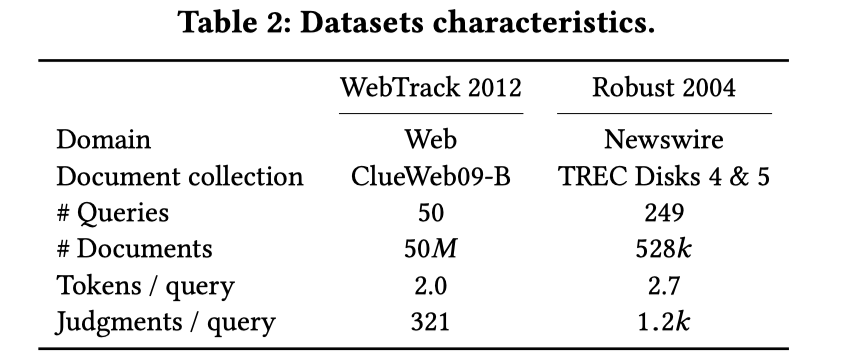 Table 2: Datasets characteristics.
WebTrack 2012 Robust 2004
Domain Web Newswire
Document collection ClueWeb09-B TREC Disks 4 & 5
# Queries 50 249
# Documents 50M 528k
Tokens / query 2.0 2.7
Judgments / query 321 1.2k